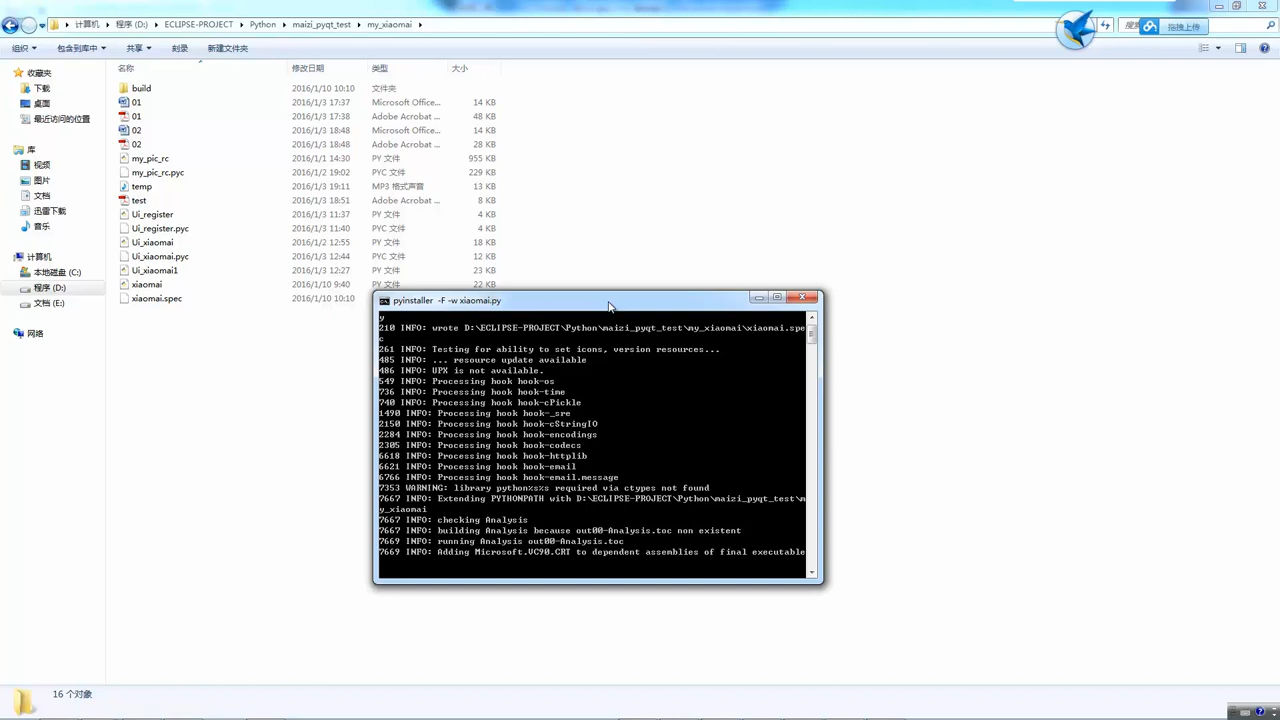 计算机 程序 (D:) ECLIPSE-PROJECT Python maizi_pyqt_test my_xiaomai
拖拽上传
组织 包含到库中 共享 刻录 新建文件夹
名称 修改日期 类型 大小
收藏夹
下载
桌面
最近访问的位置
库
视频
图片
文档
迅雷下载
音乐
计算机
本地磁盘 (C:)
程序 (D:)
文档 (E:)
网络
build 2016/1/10 10:10 文件夹
01 2016/1/3 17:37 Microsoft Office... 14 KB
01 2016/1/3 17:38 Adobe Acrobat ... 48 KB
02 2016/1/3 18:48 Microsoft Office... 14 KB
02 2016/1/3 18:48 Adobe Acrobat ... 28 KB
my_pic_rc 2016/1/1 14:30 PY 文件 955 KB
my_pic_rc.pyc 2016/1/2 19:02 PYC 文件 229 KB
temp 2016/1/3 19:11 MP3 格式声音 13 KB
test 2016/1/3 18:51 Adobe Acrobat ... 8 KB
Ui_register 2016/1/3 11:37 PY 文件 4 KB
Ui_register.pyc 2016/1/3 11:40 PYC 文件 4 KB
Ui_xiaomai 2016/1/2 12:55 PY 文件 18 KB
Ui_xiaomai.pyc 2016/1/3 12:44 PYC 文件 12 KB
Ui_xiaomai1 2016/1/3 12:27 PY 文件 23 KB
xiaomai 2016/1/10 9:40 PY 文件 22 KB
xiaomai.spec 2016/1/10 10:10
pyinstaller -F -w xiaomai.py
y
210 INFO: wrote D:\ECLIPSE-PROJECT\Python\maizi_pyqt_test\my_xiaomai\xiaomai.spe
c
261 INFO: Testing for ability to set icons, version resources...
485 INFO: ... resource update available
486 INFO: UPX is not available.
549 INFO: Processing hook hook-os
736 INFO: Processing hook hook-time
740 INFO: Processing hook hook-cPickle
1490 INFO: Processing hook hook-_sre
2150 INFO: Processing hook hook-cStringIO
2284 INFO: Processing hook hook-encodings
2305 INFO: Processing hook hook-codecs
6618 INFO: Processing hook hook-httplib
6621 INFO: Processing hook hook-email
6766 INFO: Processing hook hook-email.message
7353 WARNING: library python%s%s required via ctypes not found
7667 INFO: Extending PYTHONPATH with D:\ECLIPSE-PROJECT\Python\maizi_pyqt_test\m
y_xiaomai
7667 INFO: checking Analysis
7667 INFO: building Analysis because out00-Analysis.toc non existent
7669 INFO: running Analysis out00-Analysis.toc
7669 INFO: Adding Microsoft.VC90.CRT to dependent assemblies of final executable
16 个对象